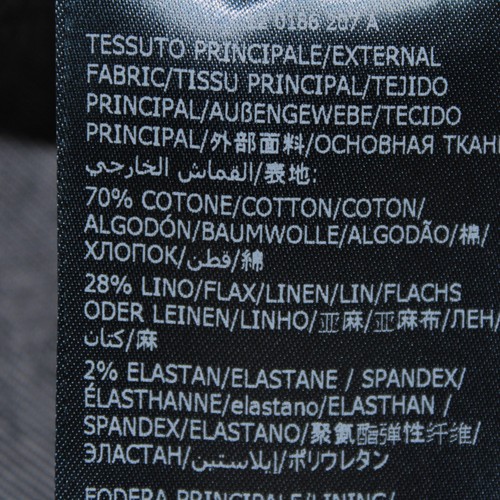 TESSUTO PRINCIPALE/EXTERNAL
FABRIC/TISSU PRINCIPAL/TEJIDO
PRINCIPAL/AUßENGEWEBE/TECIDO
PRINCIPAL/外部面料/ОСНОВНАЯ ТКАН
القماش الخارجي/表地:
70% COTONE/COTTON/COTON/
ALGODÓN/BAUMWOLLE/ALGODÃO/棉/
ХЛОПОК/قطن/綿
28% LINO/FLAX/LINEN/LIN/FLACHS
ODER LEINEN/LINHO/亚麻/亚麻布/ЛЕН/
كتان/麻
2% ELASTAN/ELASTANE / SPANDEX/
ÉLASTHANNE/elastano/ELASTHAN /
SPANDEX/ELASTANO/聚氨酯弹性纤维/
ЭЛАСТАН/إيلاستين/ポリウレタン
FODERA PRINCIPALE/LINING/